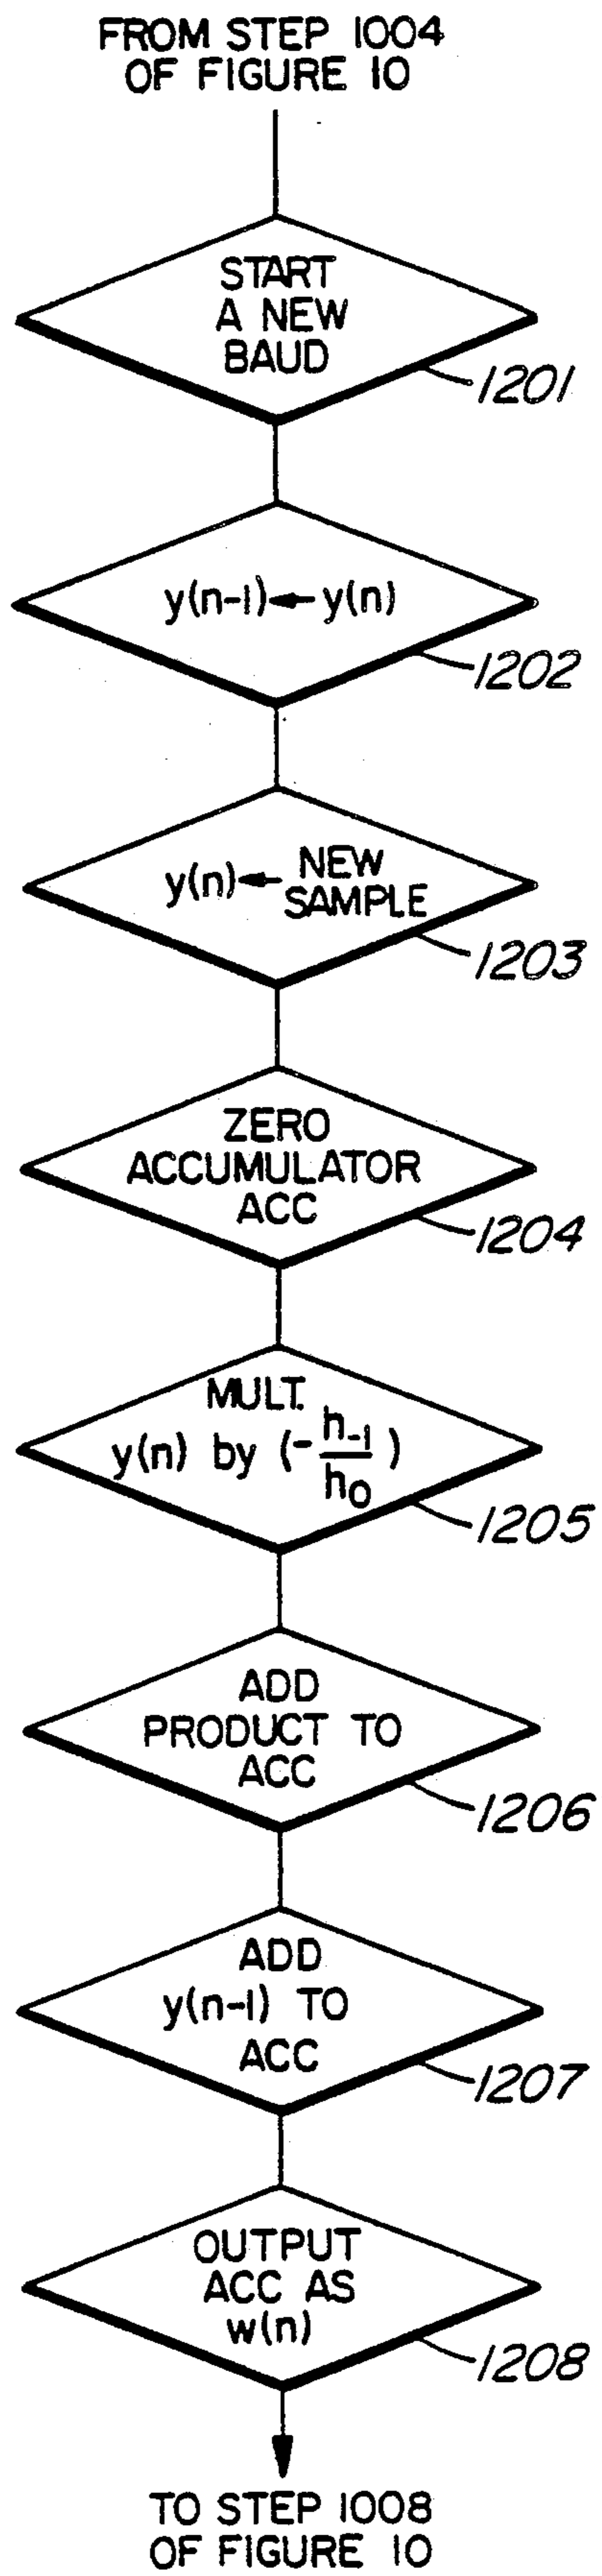 FROM STEP 1004
OF FIGURE 10
START
A NEW
BAUD
1201
y(n-1)←y(n)
1202
y(n)← NEW
SAMPLE
1203
ZERO
ACCUMULATOR
ACC
1204
MULT.
y(n) by (- h-1 / h0 )
1205
ADD
PRODUCT TO
ACC
1206
ADD
y(n-1) TO
ACC
1207
OUTPUT
ACC AS
w(n)
1208
TO STEP 1008
OF FIGURE 10